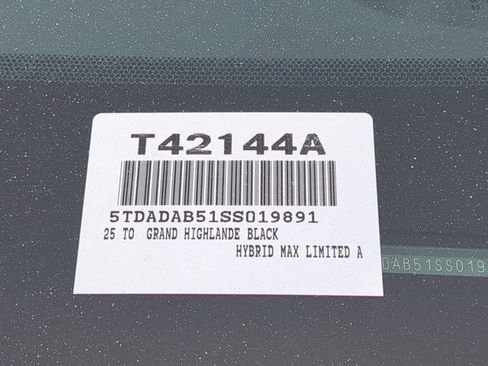 T42144A
5TDADAB51SS019891
25 TO GRAND HIGHLANDE BLACK
HYBRID MAX LIMITED A
DAB51SS019